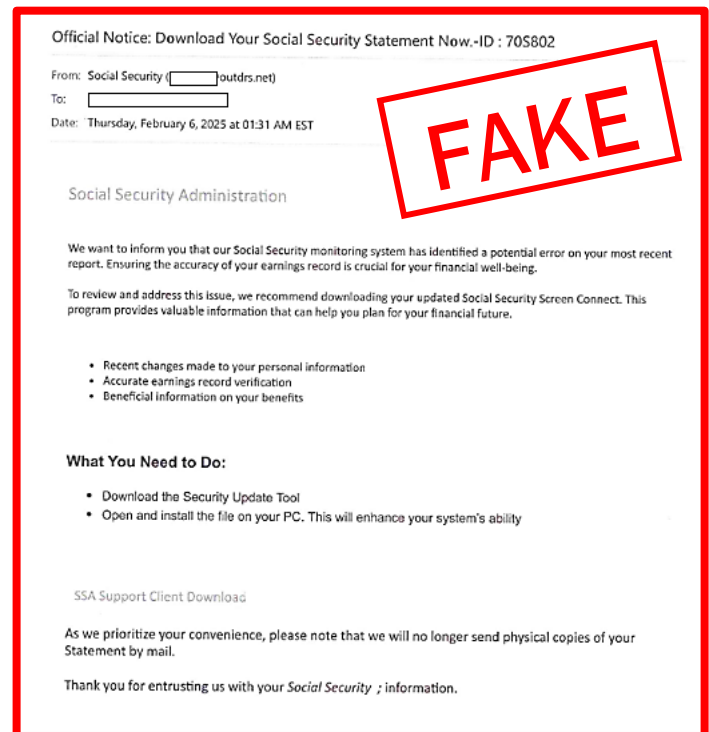 Official Notice: Download Your Social Security Statement Now.-ID : 70S802
From: Social Security ( outdrs.net)
To:
Date: Thursday, February 6, 2025 at 01:31 AM EST
FAKE
Social Security Administration
We want to inform you that our Social Security monitoring system has identified a potential error on your most recent
report. Ensuring the accuracy of your earnings record is crucial for your financial well-being.
To review and address this issue, we recommend downloading your updated Social Security Screen Connect. This
program provides valuable information that can help you plan for your financial future.
• Recent changes made to your personal information
• Accurate earnings record verification
• Beneficial information on your benefits
What You Need to Do:
• Download the Security Update Tool
• Open and install the file on your PC. This will enhance your system's ability
SSA Support Client Download
As we prioritize your convenience, please note that we will no longer send physical copies of your
Statement by mail.
Thank you for entrusting us with your Social Security ; information.